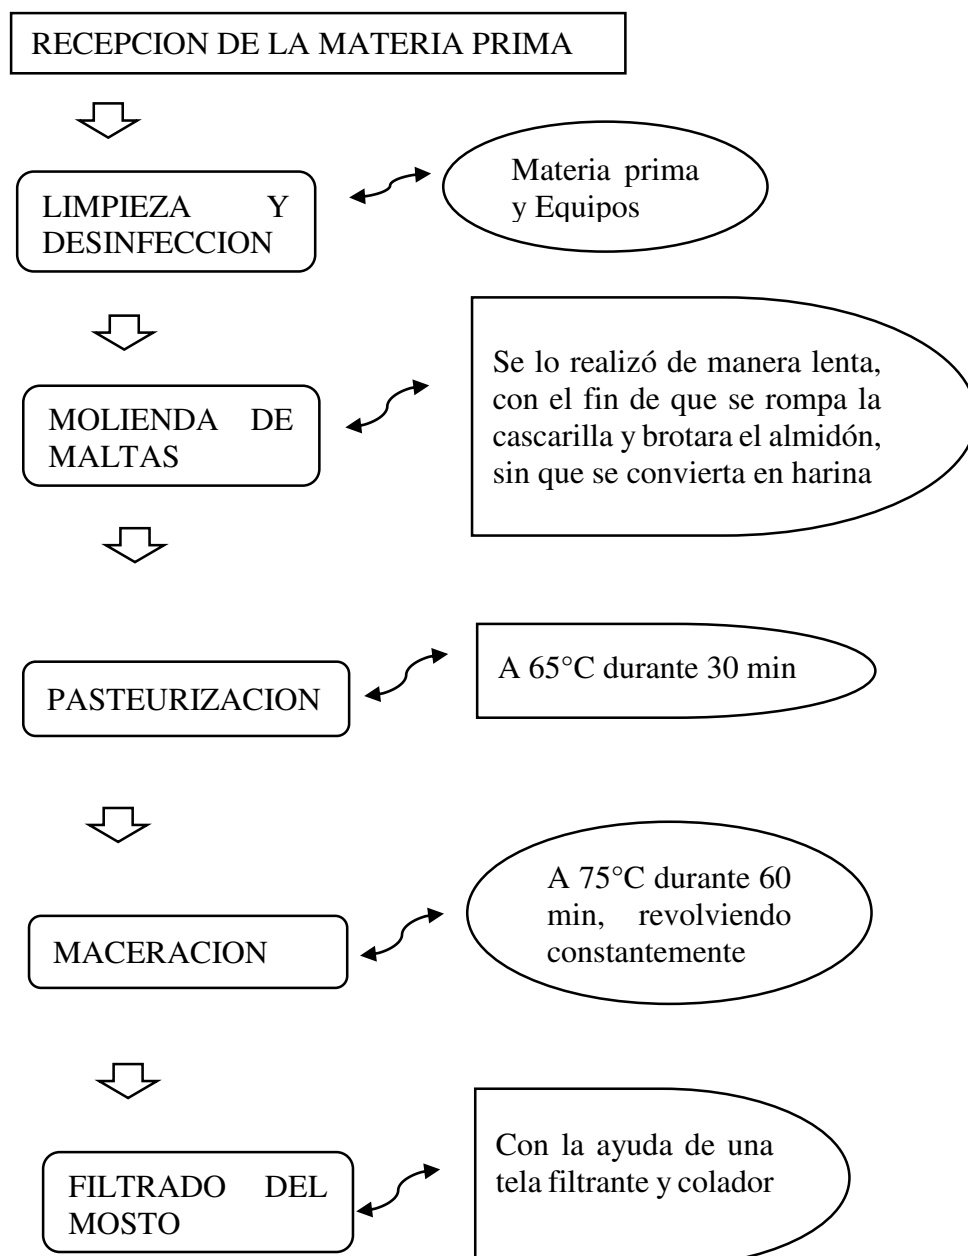 RECEPCION DE LA MATERIA PRIMA
LIMPIEZA Y
DESINFECCION
Materia prima
y Equipos
MOLIENDA DE
MALTAS
Se lo realizó de manera lenta,
con el fin de que se rompa la
cascarilla y brotara el almidón,
sin que se convierta en harina
PASTEURIZACION
A 65°C durante 30 min
MACERACION
A 75°C durante 60
min, revolviendo
constantemente
FILTRADO DEL
MOSTO
Con la ayuda de una
tela filtrante y colador